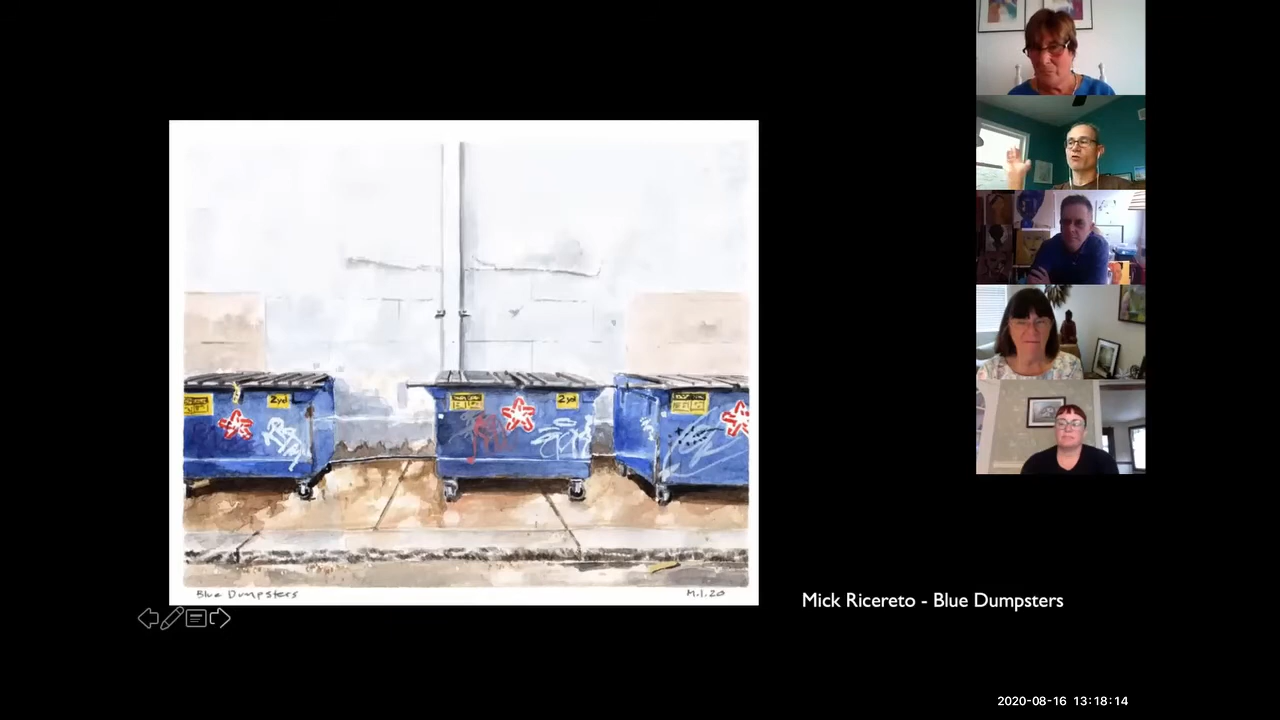 2yd
2yd
Blue Dumpsters
M.I.20
Mick Ricereto - Blue Dumpsters
2020-08-16 13:18:14